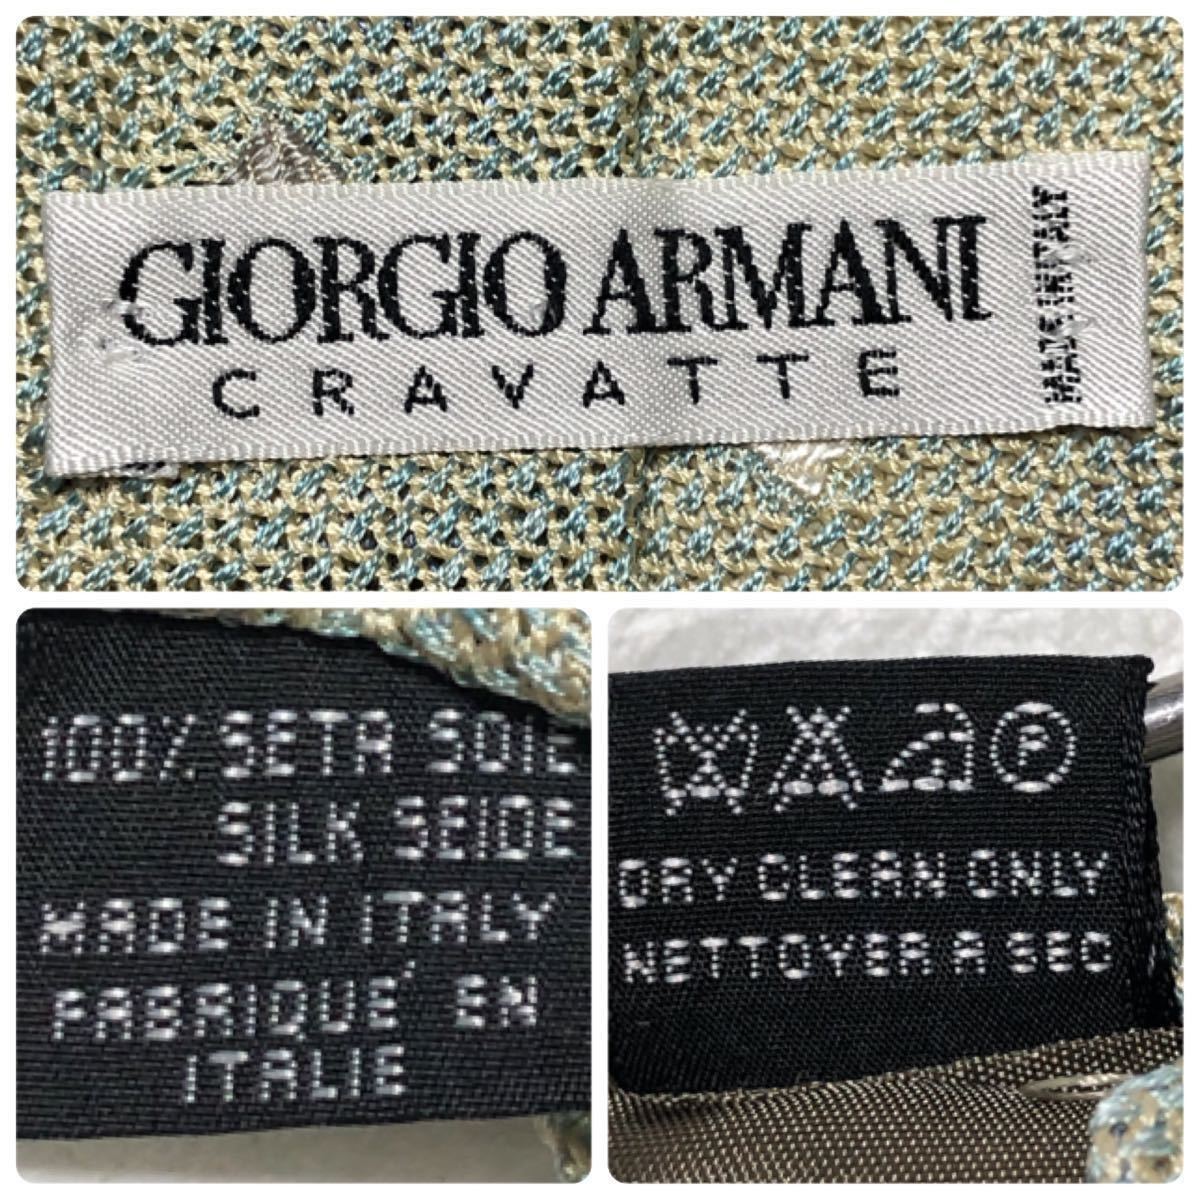 GIORGIO ARMANI
CRAVATTE
MADE IN ITALY
100% SETA SOIE
SILK SEIDE
MADE IN ITALY
FABRIQUE' EN
ITALIE
P
DRY CLEAN ONLY
NETTOYER A SEC